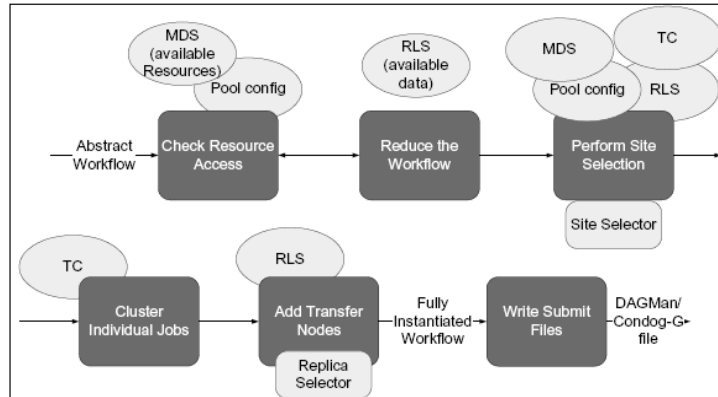 MDS
(available
Resources)
Pool config
RLS
(available
data)
MDS
TC
Pool config
RLS
Abstract
Workflow
Check Resource
Access
Reduce the
Workflow
Perform Site
Selection
Site Selector
TC
RLS
Cluster
Individual Jobs
Add Transfer
Nodes
Replica
Selector
Fully
Instantiated
Workflow
Write Submit
Files
DAGMan/
Condog-G
file